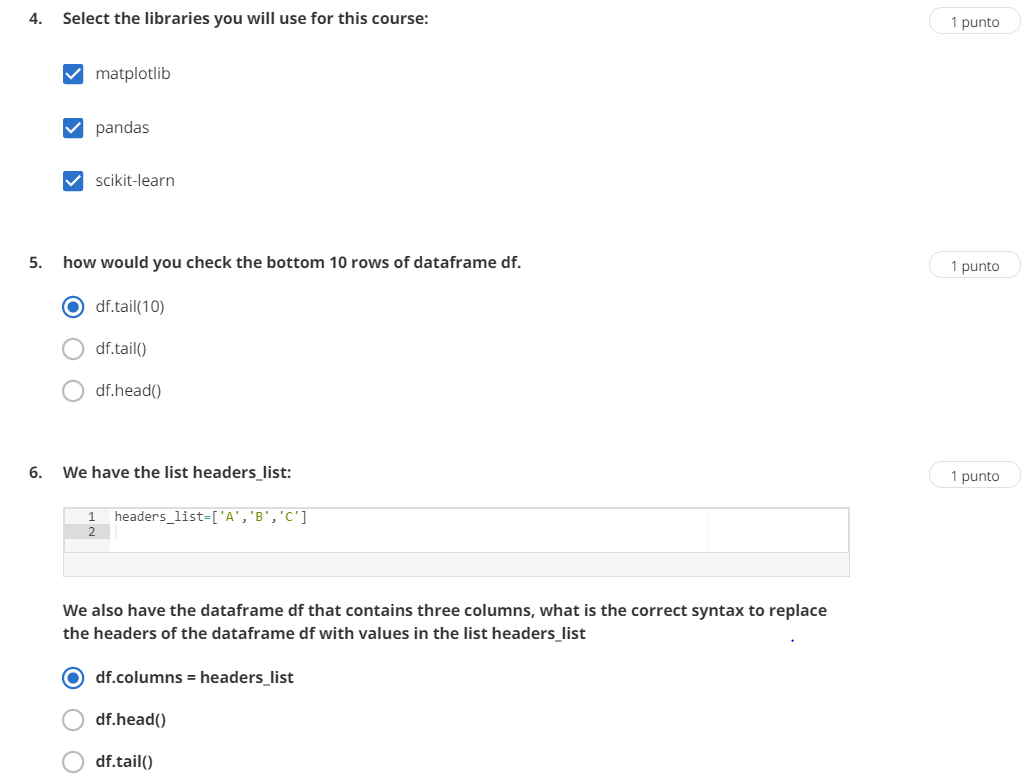 4. Select the libraries you will use for this course:
1 punto
matplotlib
pandas
scikit-learn
5. how would you check the bottom 10 rows of dataframe df.
1 punto
df.tail(10)
df.tail()
df.head()
6. We have the list headers_list:
1 punto
1 headers_list=['A','B','C']
2
We also have the dataframe df that contains three columns, what is the correct syntax to replace
the headers of the dataframe df with values in the list headers_list
df.columns = headers_list
df.head()
df.tail()